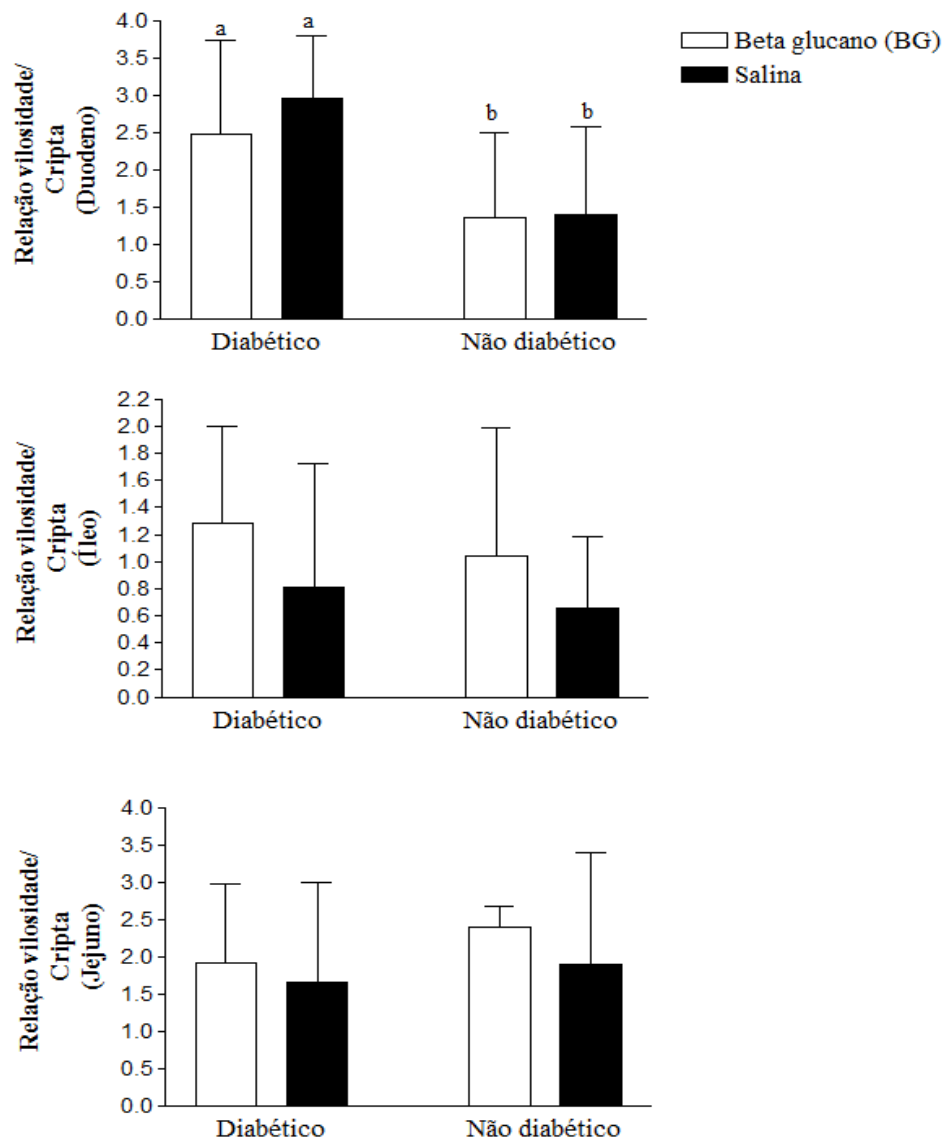 Relação vilosidade/
Cripta
(Duodeno)
4.0
3.5
3.0
2.5
2.0
1.5
1.0
0.5
0.0
a
a
b
b
Diabético
Não diabético
Beta glucano (BG)
Salina
Relação vilosidade/
Cripta
(Íleo)
2.2
2.0
1.8
1.6
1.4
1.2
1.0
0.8
0.6
0.4
0.2
0.0
Diabético
Não diabético
Relação vilosidade/
Cripta
(Jejuno)
4.0
3.5
3.0
2.5
2.0
1.5
1.0
0.5
0.0
Diabético
Não diabético